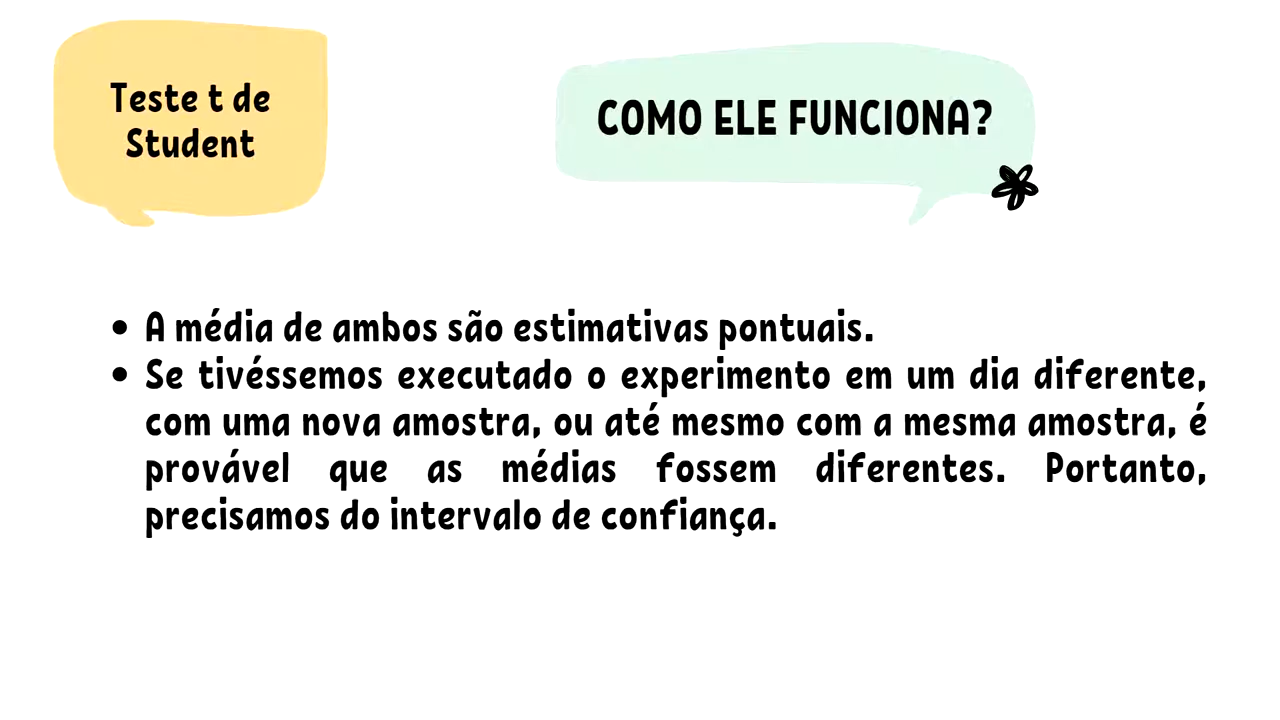 Teste t de
Student
COMO ELE FUNCIONA?
• A média de ambos são estimativas pontuais.
• Se tivéssemos executado o experimento em um dia diferente,
com uma nova amostra, ou até mesmo com a mesma amostra, é
provável que as médias fossem diferentes. Portanto,
precisamos do intervalo de confiança.